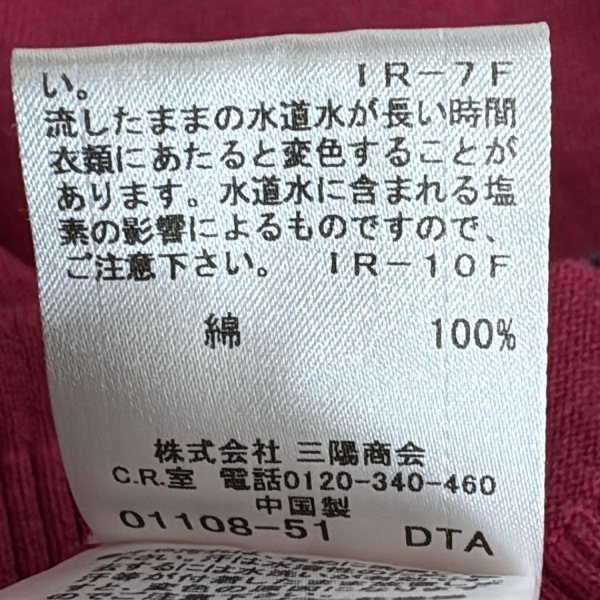 い。 IR-7F
流したままの水道水が長い時間
衣類にあたると変色することが
あります。水道水に含まれる塩
素の影響によるものですので、
ご注意下さい。 IR-10F
綿 100%
株式会社 三陽商会
C.R.室 電話0120-340-460
中国製
01108-51 DTA